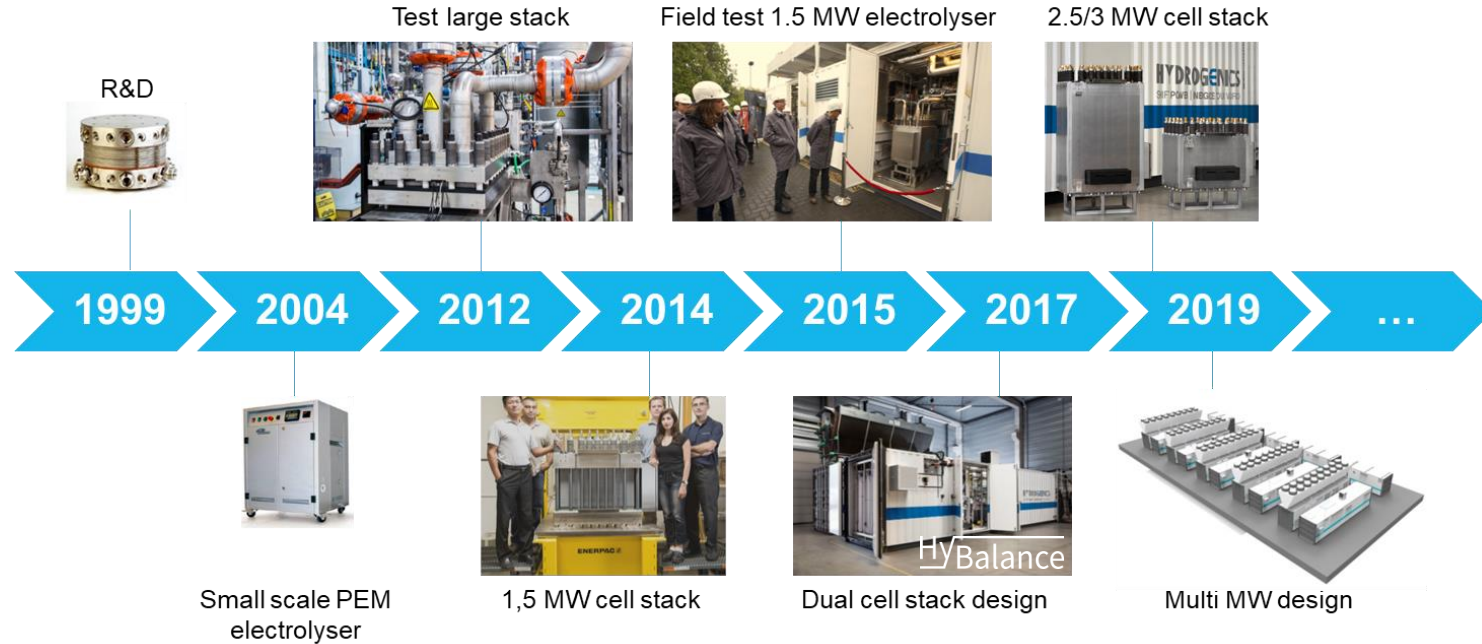 Test large stack
Field test 1.5 MW electrolyser
2.5/3 MW cell stack
R&D
HYDROGENICS
1999
2004
2012
2014
2015
2017
2019
...
ENERPAC
HyBalance
Small scale PEM
electrolyser
1,5 MW cell stack
Dual cell stack design
Multi MW design